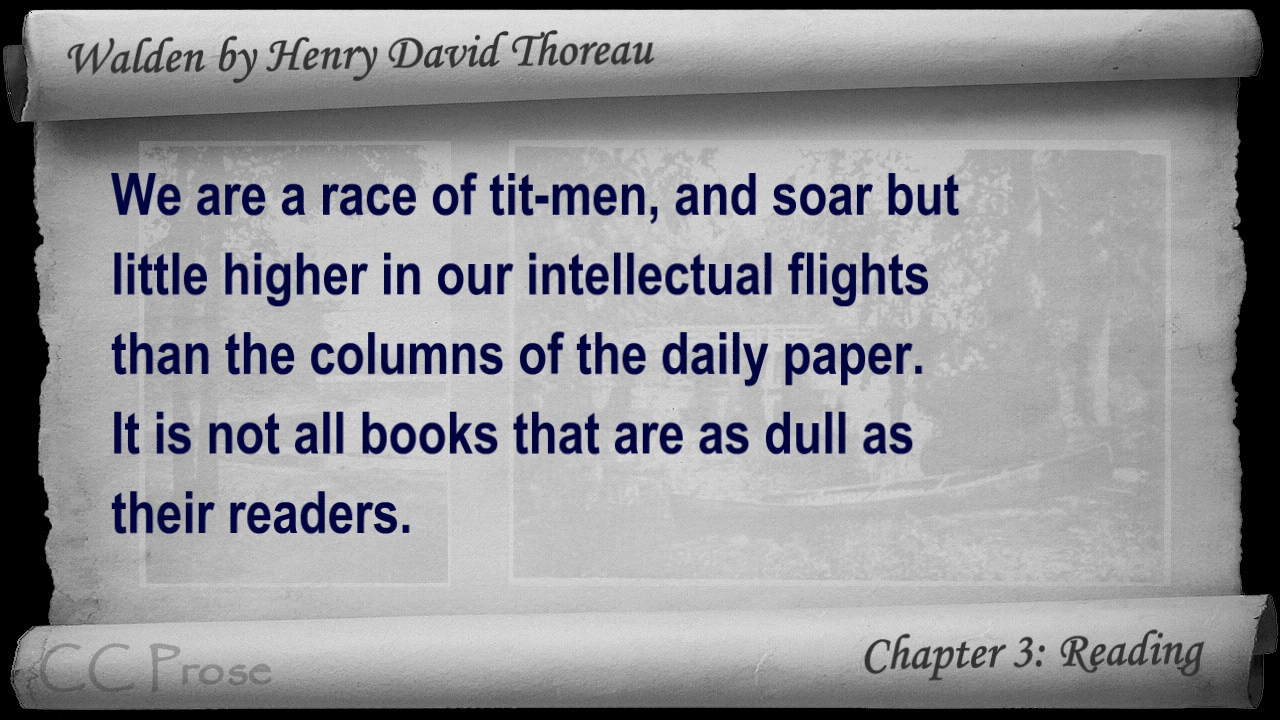 Walden by Henry David Thoreau
We are a race of tit-men, and soar but
little higher in our intellectual flights
than the columns of the daily paper.
It is not all books that are as dull as
their readers.
CC Prose
Chapter 3: Reading